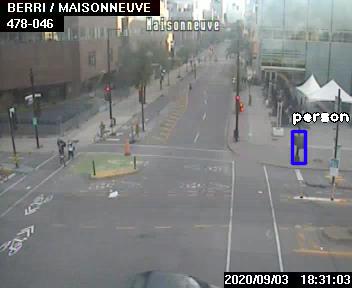 BERRI / MAISONNEUVE
478-046
Maisonneuve
person
2020/09/03 18:31:03